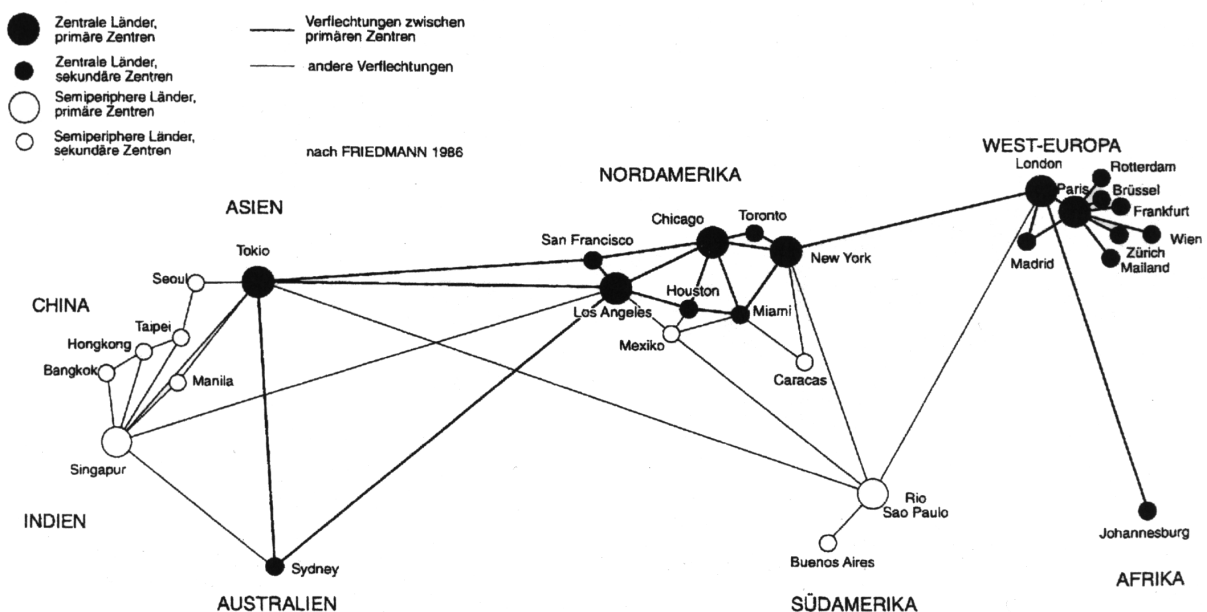 Zentrale Länder,
primäre Zentren
Zentrale Länder,
sekundäre Zentren
Semiperiphere Länder,
primäre Zentren
Semiperiphere Länder,
sekundäre Zentren
Verflechtungen zwischen
primären Zentren
andere Verflechtungen
nach FRIEDMANN 1986
ASIEN
NORDAMERIKA
WEST-EUROPA
CHINA
INDIEN
AUSTRALIEN
SÜDAMERIKA
AFRIKA
Tokio
Seoul
Taipei
Hongkong
Bangkok
Manila
Singapur
Sydney
San Francisco
Los Angeles
Chicago
Toronto
New York
Houston
Miami
Mexiko
Caracas
Rio
Sao Paulo
Buenos Aires
London
Paris
Rotterdam
Brüssel
Frankfurt
Wien
Zürich
Mailand
Madrid
Johannesburg